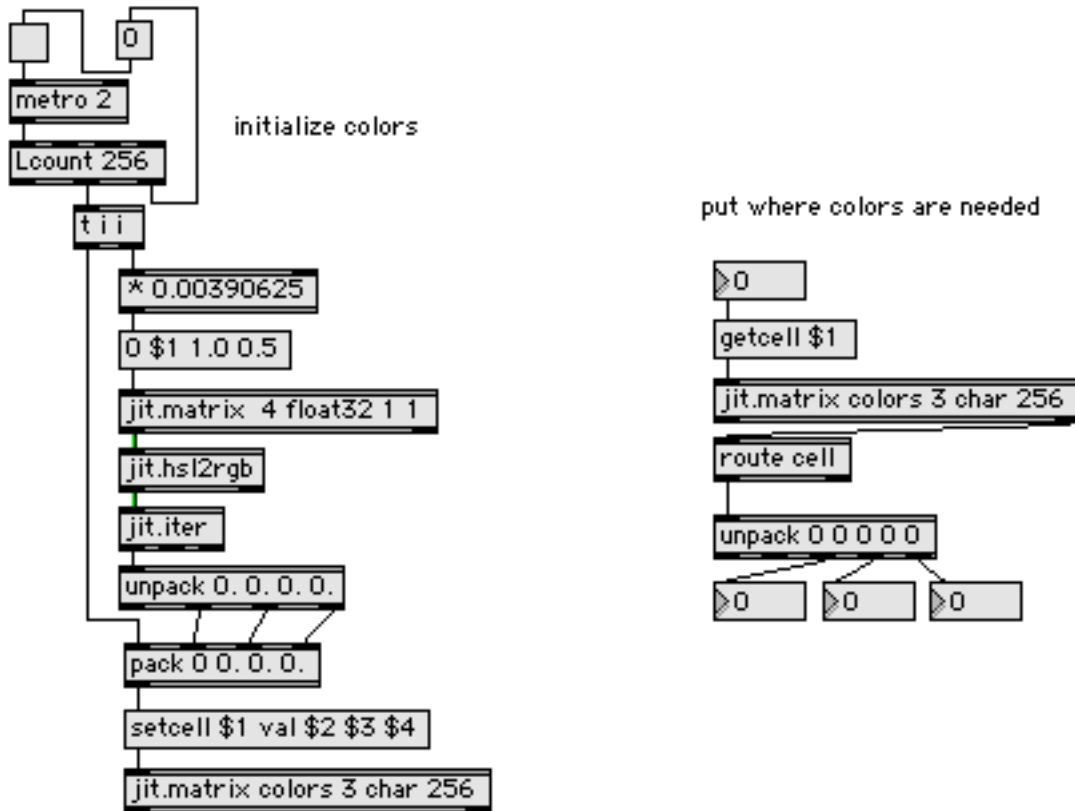 0
metro 2
initialize colors
Lcount 256
t i i
put where colors are needed
* 0.00390625
0
0 $1 1.0 0.5
getcell $1
jit.matrix 4 float32 1 1
jit.matrix colors 3 char 256
jit.hsl2rgb
route cell
jit.iter
unpack 0 0 0 0 0
unpack 0. 0. 0. 0.
0
0
0
pack 0 0. 0. 0.
setcell $1 val $2 $3 $4
jit.matrix colors 3 char 256